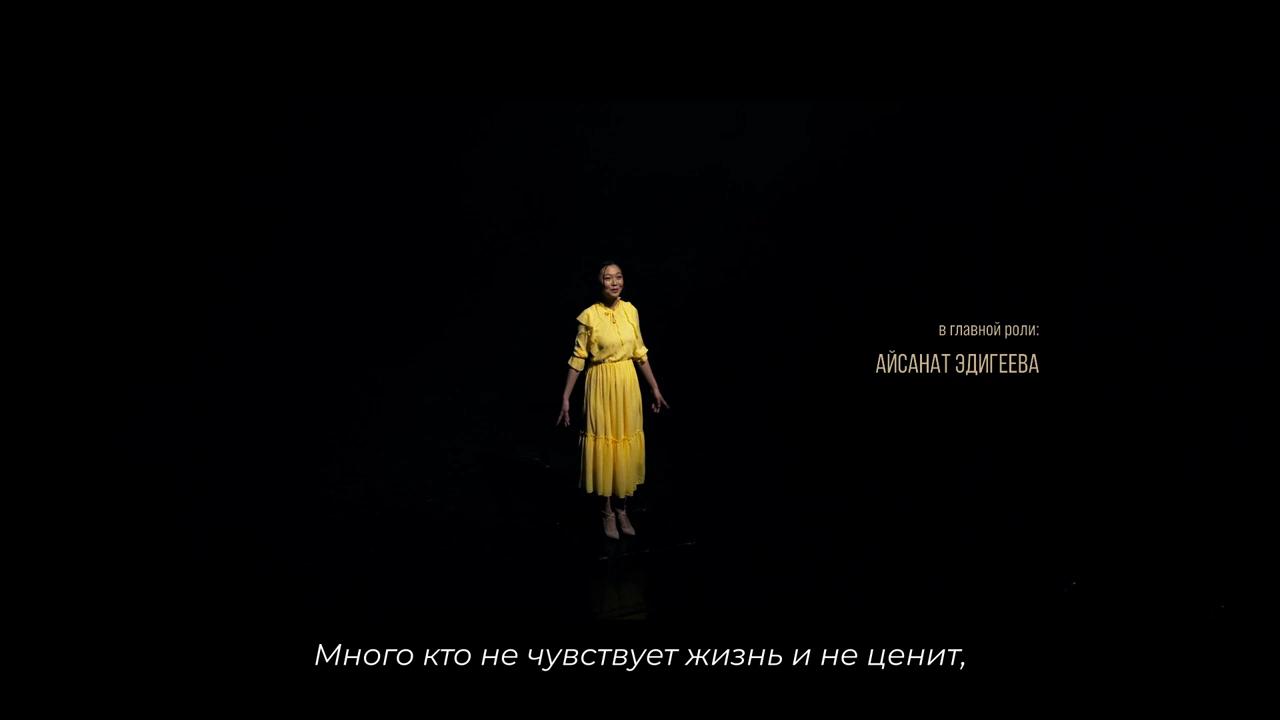 в главной роли:
АЙСАНАТ ЭДИГЕЕВА
Много кто не чувствует жизнь и не ценит,